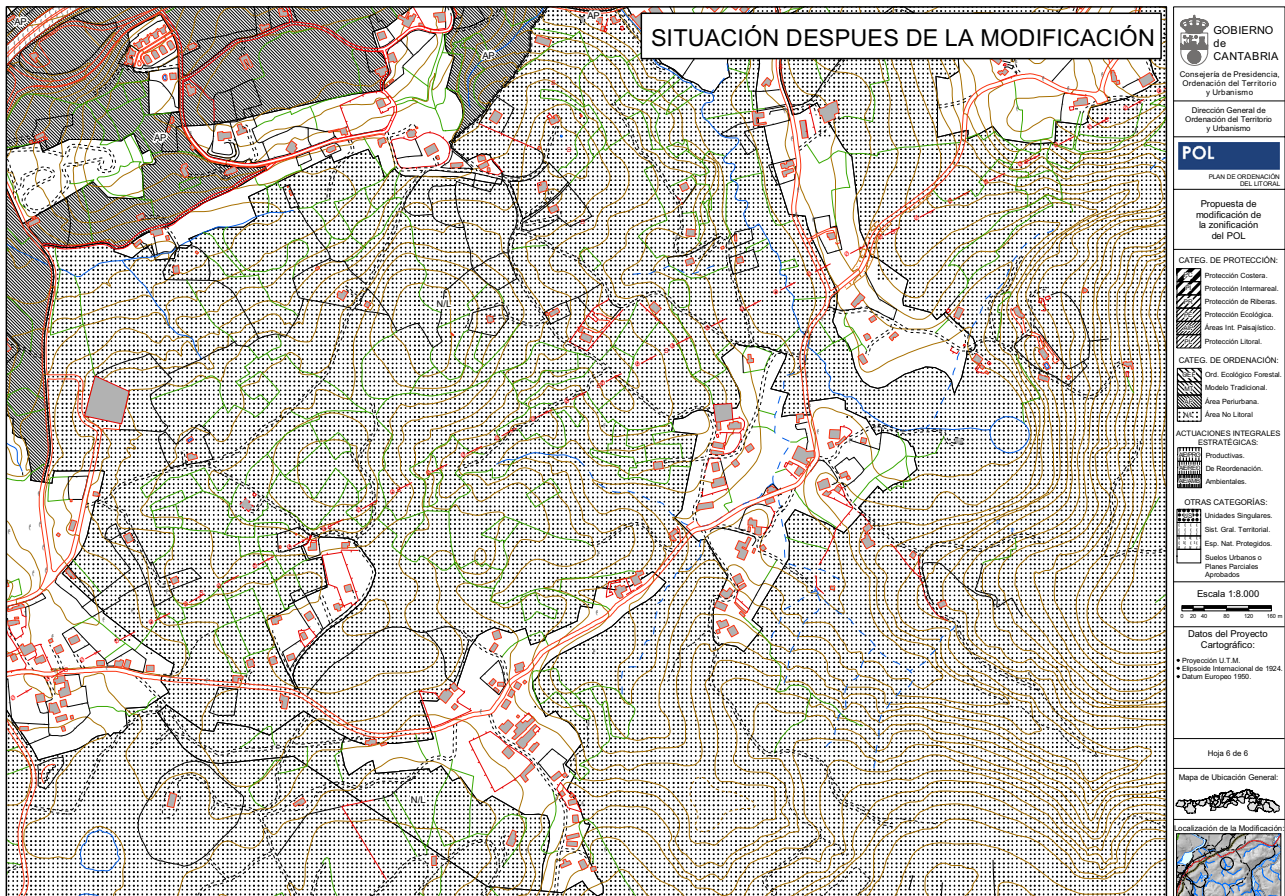 SITUACIÓN DESPUES DE LA MODIFICACIÓN
AP
AP
A
AP
N/L
N/L
GOBIERNO
de
CANTABRIA
Consejería de Presidencia,
Ordenación del Territorio
y Urbanismo
Dirección General de
Ordenación del Territorio
y Urbanismo
POL
PLAN DE ORDENACIÓN
DEL LITORAL
Propuesta de
modificación de
la zonificación
del POL
CATEG. DE PROTECCIÓN:
Protección Costera.
Protección Intermareal.
Protección de Riberas.
Protección Ecológica.
Áreas Int. Paisajístico.
Protección Litoral.
CATEG. DE ORDENACIÓN:
Ord. Ecológico Forestal.
Modelo Tradicional.
Área Periurbana.
Área No Litoral
ACTUACIONES INTEGRALES
ESTRATÉGICAS:
Productivas.
De Reordenación.
Ambientales.
OTRAS CATEGORÍAS:
Unidades Singulares.
Sist. Gral. Territorial.
Esp. Nat. Protegidos.
Suelos Urbanos o
Planes Parciales
Aprobados
Escala 1:8.000
0 20 40 80 120 160 m
Datos del Proyecto
Cartográfico:
• Proyección U.T.M.
• Elipsoide Internacional de 1924.
• Datum Europeo 1950.
Hoja 6 de 6
Mapa de Ubicación General:
Localización de la Modificación: